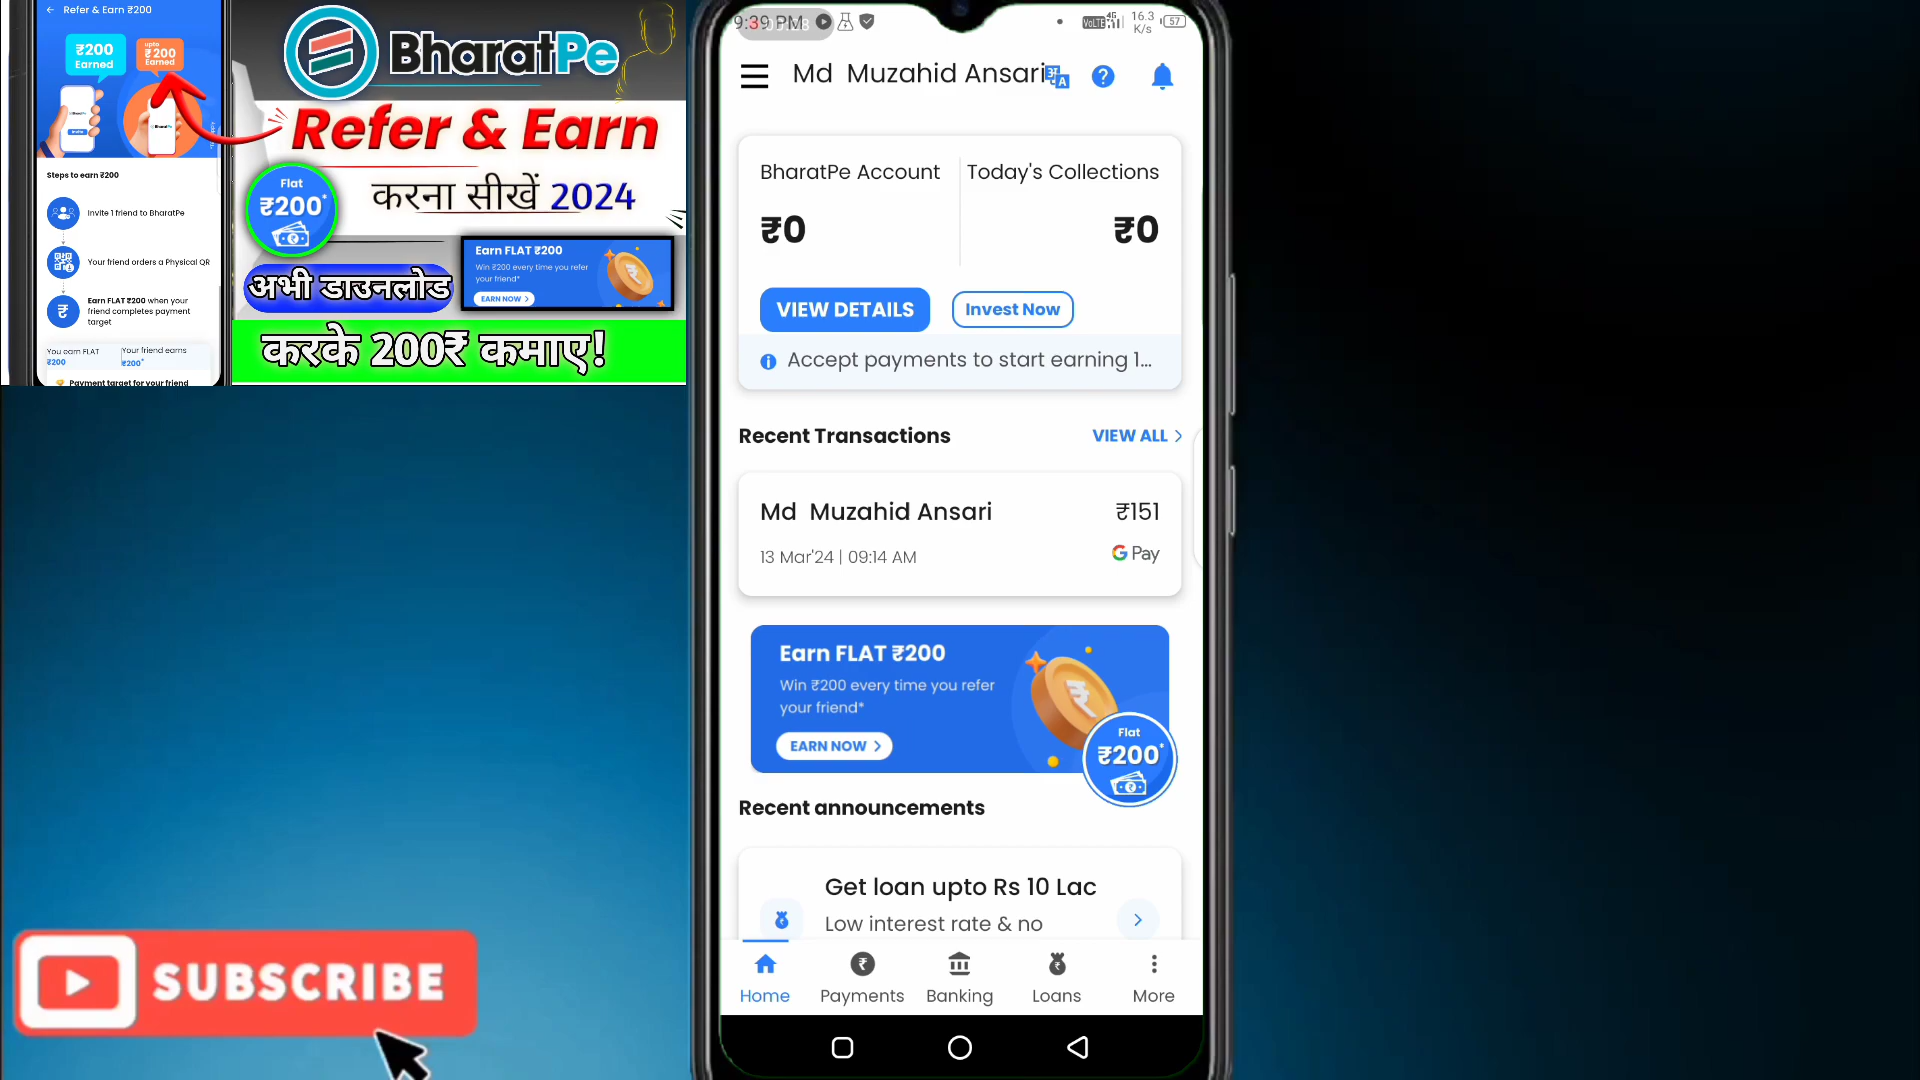 Refer & Earn ₹200
₹200
Earned
upto
₹200
Earned
Steps to earn ₹200
Invite 1 friend to BharatPe
Your friend orders a Physical QR
Earn FLAT ₹200 when your
friend completes payment
target
You earn FLAT
₹200
Your friend earns
₹200*
Payment target for your friend
BharatPe
Refer & Earn
करना सीखें 2024
Flat
₹200*
Earn FLAT ₹200
Win ₹200 every time you refer
your friend*
EARN NOW
अभी डाउनलोड
करके 200₹ कमाए!
SUBSCRIBE
9:39 PM
VoLTE 4G
16.3
K/s
57
Md Muzahid Ansari
BharatPe Account
Today's Collections
₹0
₹0
VIEW DETAILS
Invest Now
Accept payments to start earning 1...
Recent Transactions
VIEW ALL
Md Muzahid Ansari
₹151
13 Mar'24 | 09:14 AM
G Pay
Earn FLAT ₹200
Win ₹200 every time you refer
your friend*
EARN NOW
Flat
₹200*
Recent announcements
Get loan upto Rs 10 Lac
Low interest rate & no
Home
Payments
Banking
Loans
More